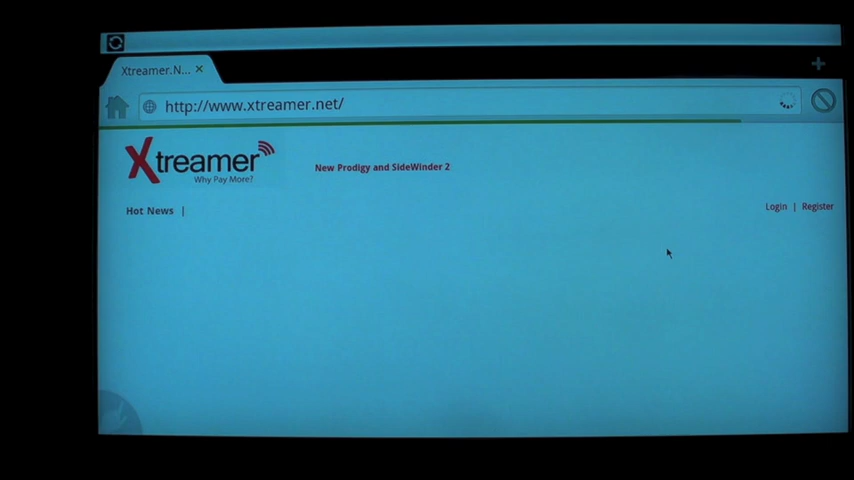 Xtreamer.N...
http://www.xtreamer.net/
Xtreamer
Why Pay More?
New Prodigy and SideWinder 2
Hot News |
Login | Register